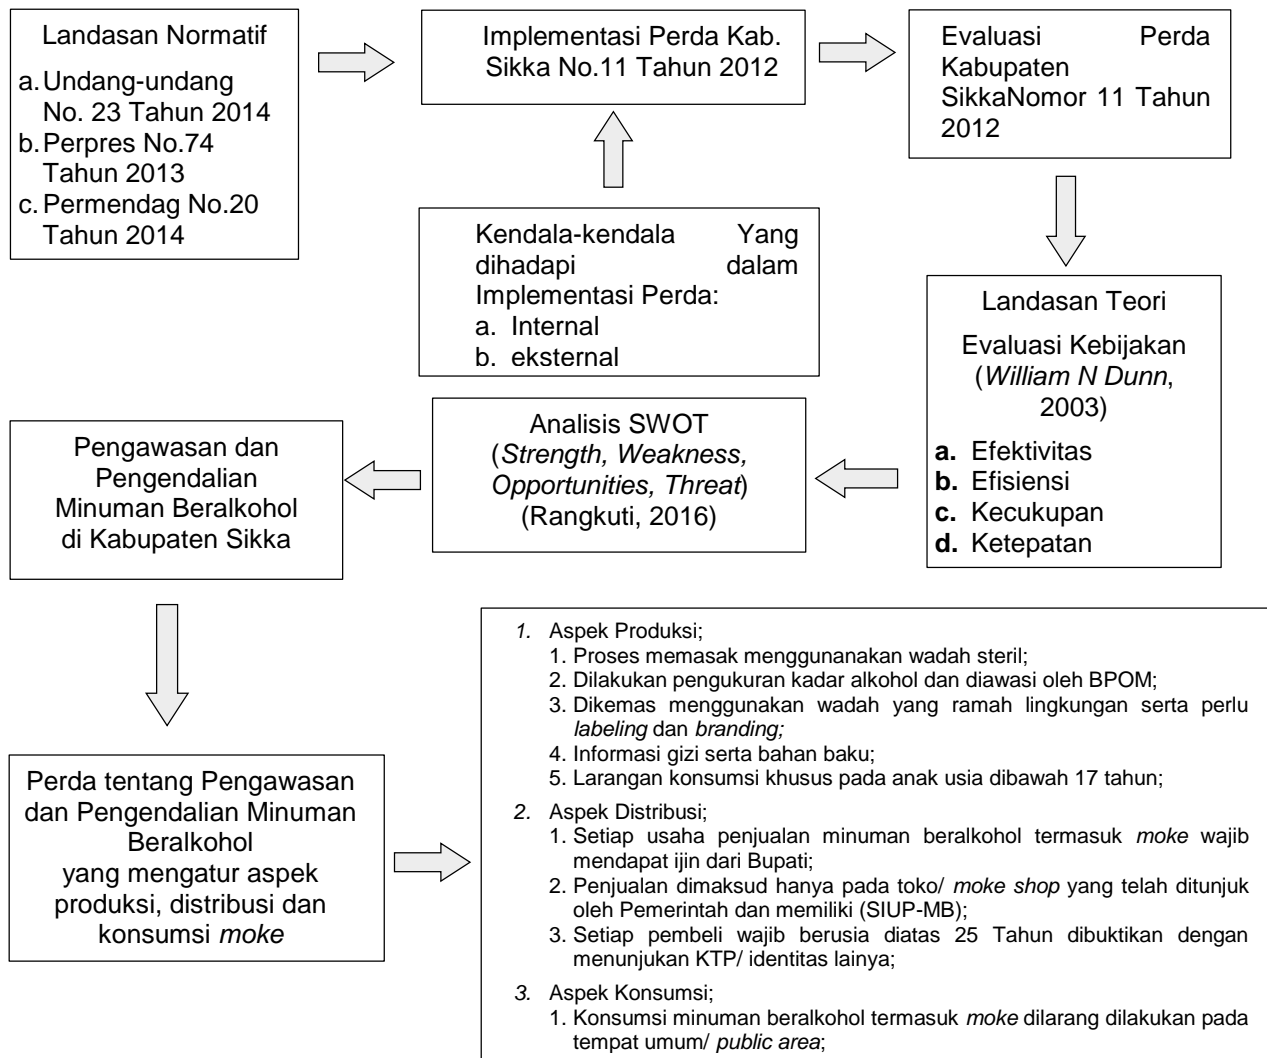 Landasan Normatif
a. Undang-undang
No. 23 Tahun 2014
b. Perpres No.74
Tahun 2013
c. Permendag No.20
Tahun 2014
Implementasi Perda Kab.
Sikka No.11 Tahun 2012
Evaluasi Perda
Kabupaten
SikkaNomor 11 Tahun
2012
Kendala-kendala Yang
dihadapi dalam
Implementasi Perda:
a. Internal
b. eksternal
Landasan Teori
Evaluasi Kebijakan
(William N Dunn,
2003)
a. Efektivitas
b. Efisiensi
c. Kecukupan
d. Ketepatan
Analisis SWOT
(Strength, Weakness,
Opportunities, Threat)
(Rangkuti, 2016)
Pengawasan dan
Pengendalian
Minuman Beralkohol
di Kabupaten Sikka
Perda tentang Pengawasan
dan Pengendalian Minuman
Beralkohol
yang mengatur aspek
produksi, distribusi dan
konsumsi moke
1. Aspek Produksi;
1. Proses memasak menggunanakan wadah steril;
2. Dilakukan pengukuran kadar alkohol dan diawasi oleh BPOM;
3. Dikemas menggunakan wadah yang ramah lingkungan serta perlu
labeling dan branding;
4. Informasi gizi serta bahan baku;
5. Larangan konsumsi khusus pada anak usia dibawah 17 tahun;
2. Aspek Distribusi;
1. Setiap usaha penjualan minuman beralkohol termasuk moke wajib
mendapat ijin dari Bupati;
2. Penjualan dimaksud hanya pada toko/ moke shop yang telah ditunjuk
oleh Pemerintah dan memiliki (SIUP-MB);
3. Setiap pembeli wajib berusia diatas 25 Tahun dibuktikan dengan
menunjukan KTP/ identitas lainya;
3. Aspek Konsumsi;
1. Konsumsi minuman beralkohol termasuk moke dilarang dilakukan pada
tempat umum/ public area;